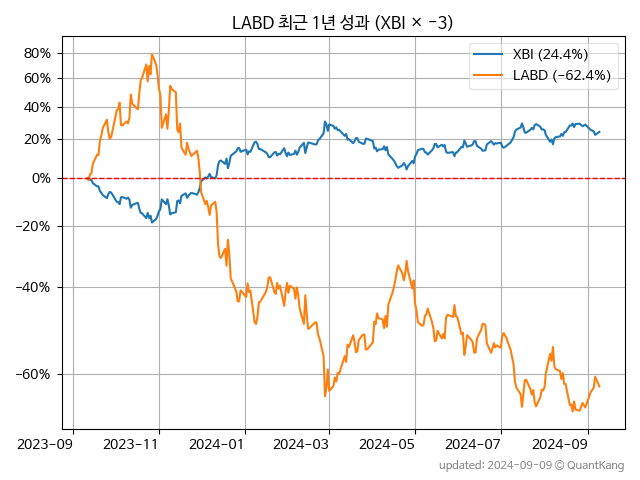 LABD 최근 1년 성과 (XBI × −3)
XBI (24.4%)
LABD (−62.4%)
80%
60%
40%
20%
0%
−20%
−40%
−60%
2023-09 2023-11 2024-01 2024-03 2024-05 2024-07 2024-09
updated: 2024-09-09 © QuantKang